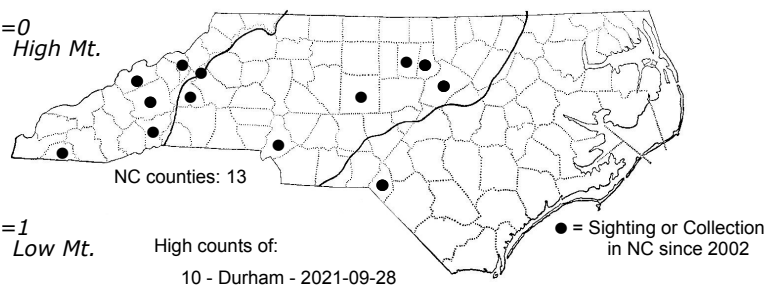 =0
High Mt.
NC counties: 13
=1
Low Mt.
High counts of:
10 - Durham - 2021-09-28
● = Sighting or Collection
in NC since 2002